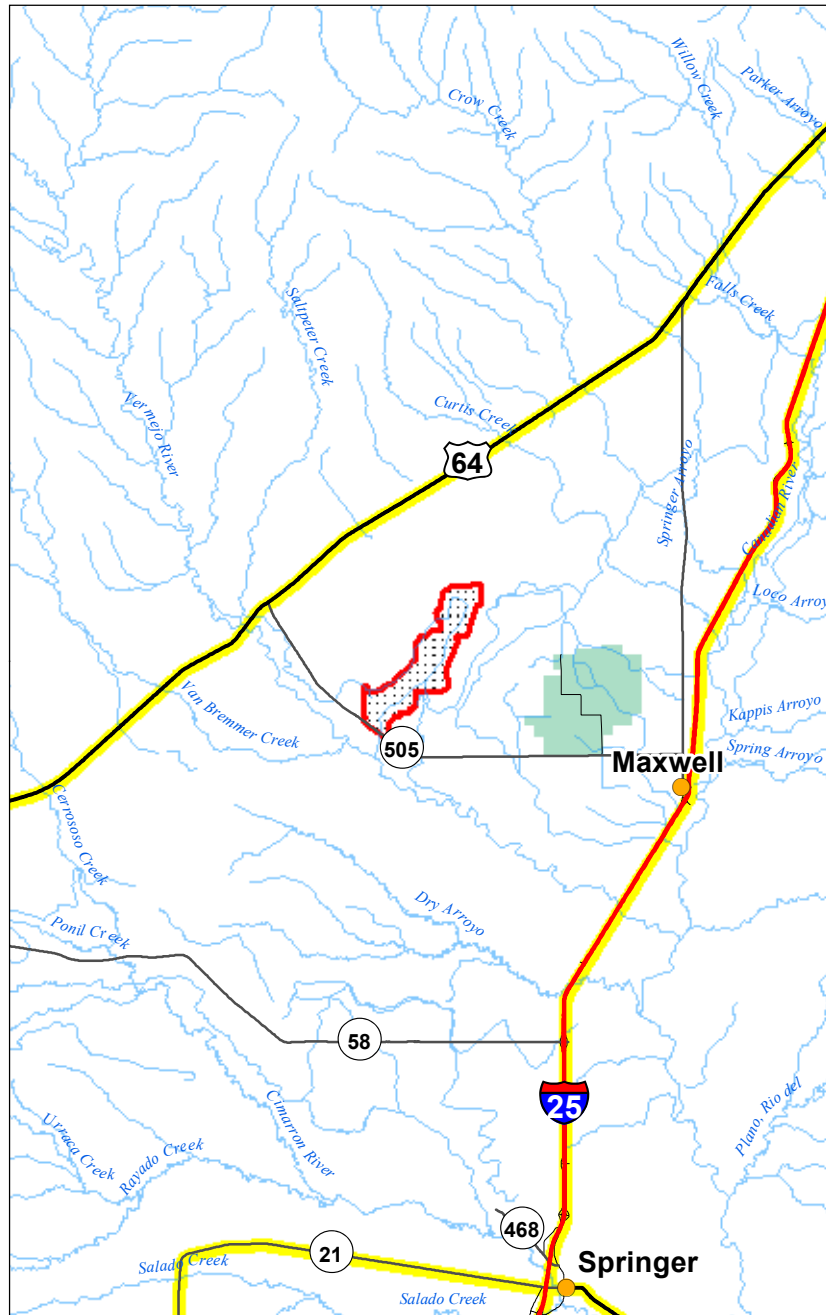 Willow Creek
Parker Arroyo
Crow Creek
Falls Creek
Saltpeter Creek
Vermejo River
Curtis Creek
64
Springer Arroyo
Canadian River
Loco Arroyo
Van Bremmer Creek
Kappis Arroyo
505
Spring Arroyo
Maxwell
Cerrososo Creek
Dry Arroyo
Ponil Creek
58
25
Plano. Rio del
Cimarron River
Urraca Creek
Rayado Creek
468
21
Salado Creek
Springer
Salado Creek